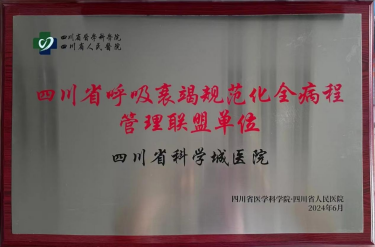 四川省医学科学院
四川省人民医院
四川省呼吸衰竭规范化全病程
管理联盟单位
四川省科学城医院
四川省医学科学院·四川省人民医院
2024年6月